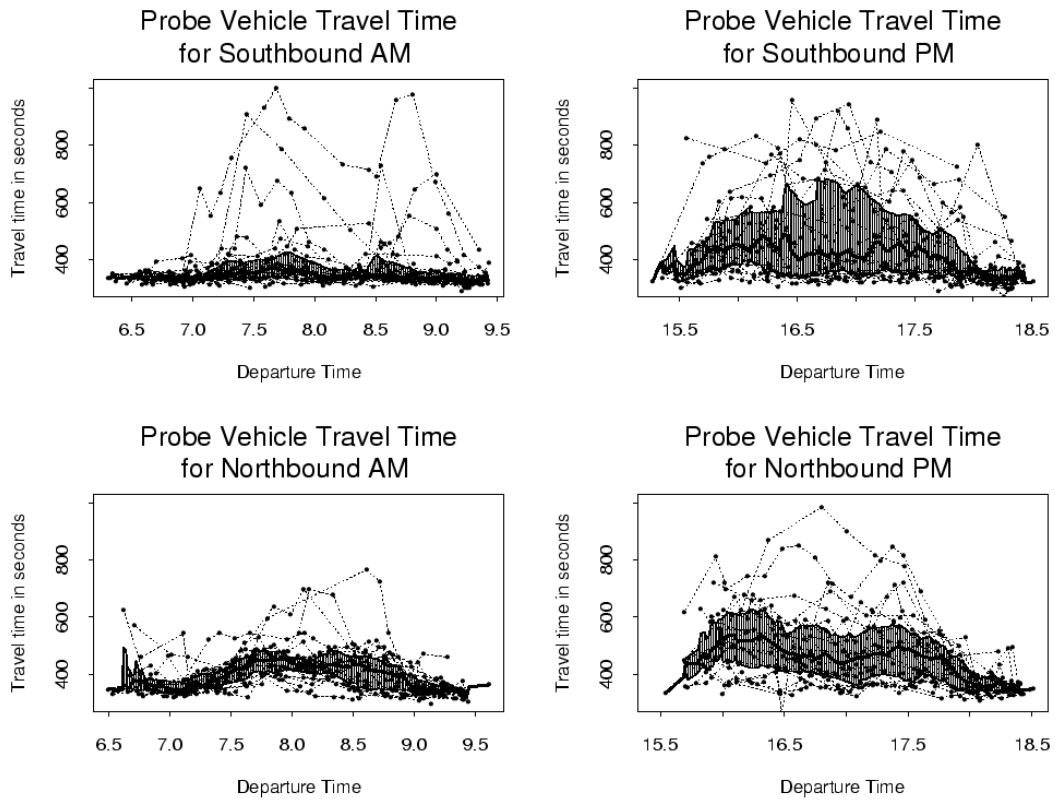 Probe Vehicle Travel Time
for Southbound AM
Travel time in seconds
800
600
400
6.5 7.0 7.5 8.0 8.5 9.0 9.5
Departure Time
Probe Vehicle Travel Time
for Southbound PM
Travel time in seconds
800
600
400
15.5 16.5 17.5 18.5
Departure Time
Probe Vehicle Travel Time
for Northbound AM
Travel time in seconds
800
600
400
6.5 7.0 7.5 8.0 8.5 9.0 9.5
Departure Time
Probe Vehicle Travel Time
for Northbound PM
Travel time in seconds
800
600
400
15.5 16.5 17.5 18.5
Departure Time